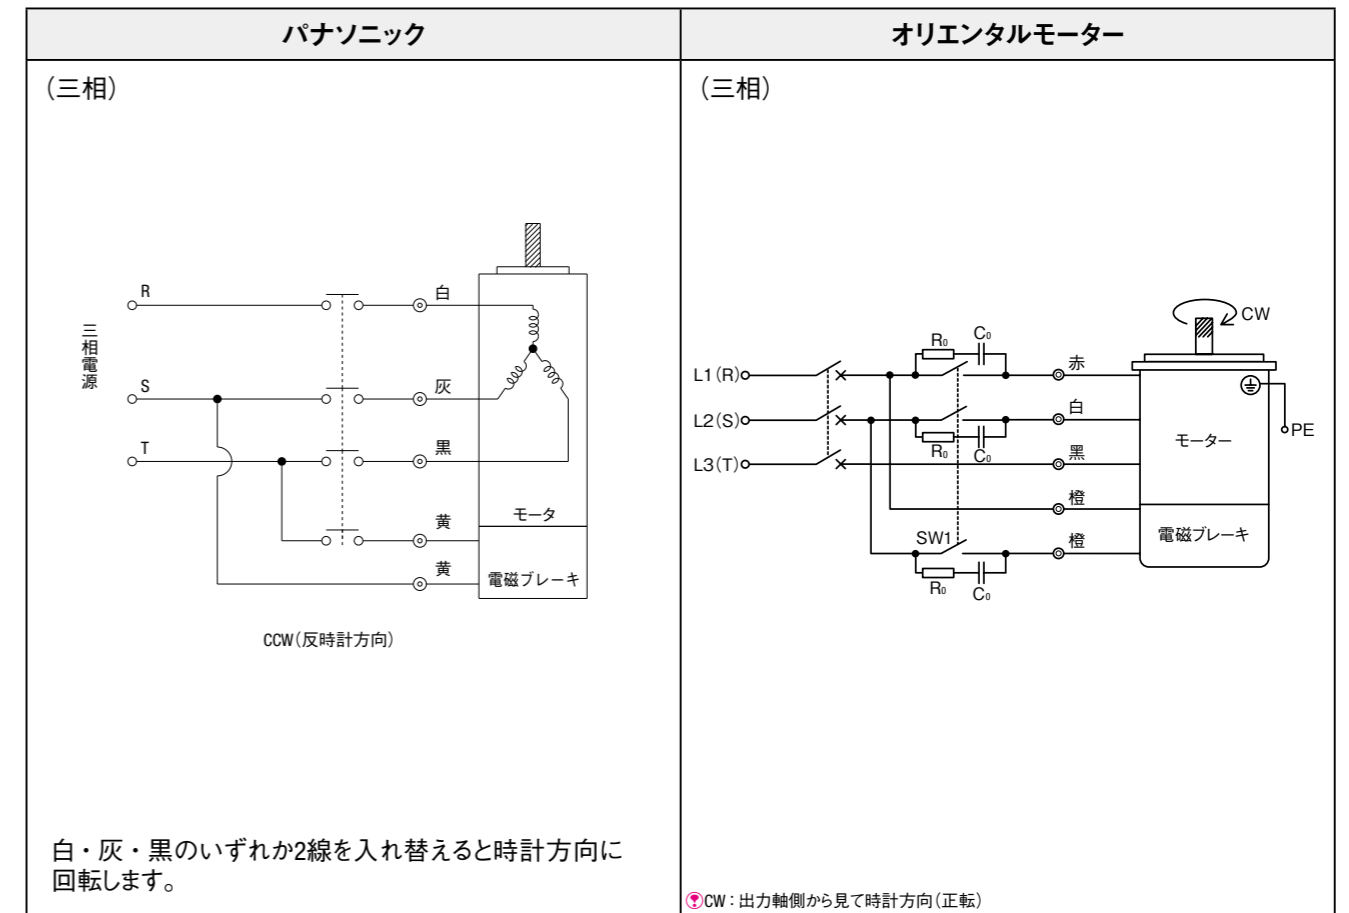 パナソニック
オリエンタルモーター
（三相）
R
白
三相電源
S
灰
T
黒
黄
モータ
黄
電磁ブレーキ
CCW（反時計方向）
白・灰・黒のいずれか2線を入れ替えると時計方向に
回転します。
（三相）
CW
R₀
C₀
L1（R）
赤
L2（S）
白
R₀
C₀
L3（T）
黒
モーター
PE
橙
SW1
橙
電磁ブレーキ
R₀
C₀
CW：出力軸側から見て時計方向（正転）